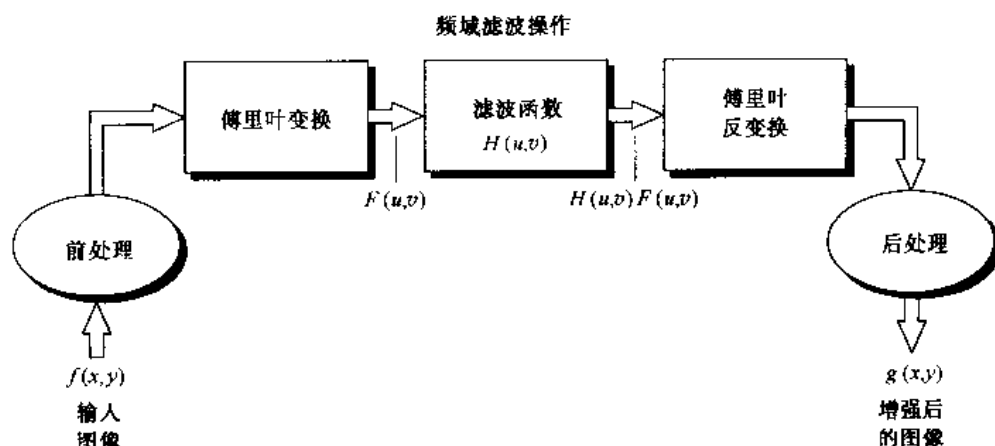 频域滤波操作
傅里叶变换
滤波函数
H(u,v)
傅里叶
反变换
F(u,v)
H(u,v)F(u,v)
前处理
后处理
f(x,y)
输入
图像
g(x,y)
增强后
的图像